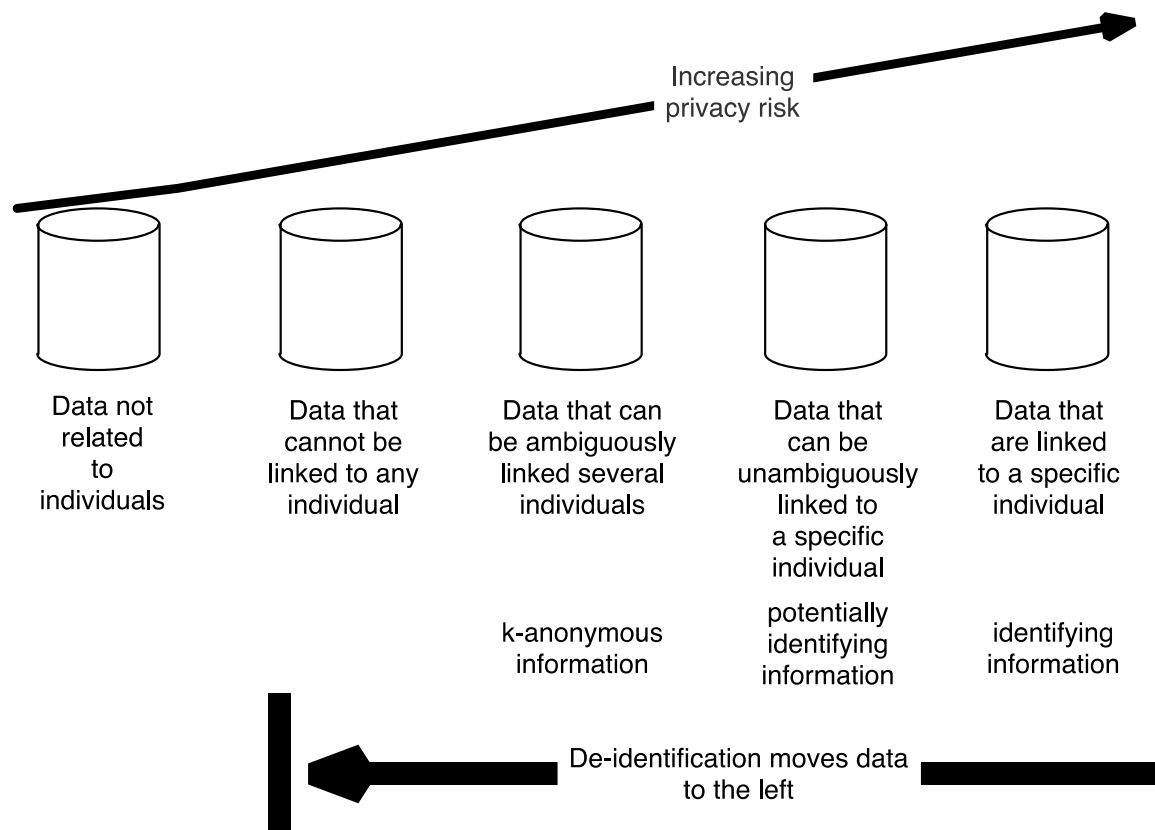 Increasing
privacy risk
Data not
related
to
individuals
Data that
cannot be
linked to any
individual
Data that can
be ambiguously
linked several
individuals
Data that
can be
unambiguously
linked to
a specific
individual
Data that
are linked
to a specific
individual
k-anonymous
information
potentially
identifying
information
identifying
information
De-identification moves data
to the left